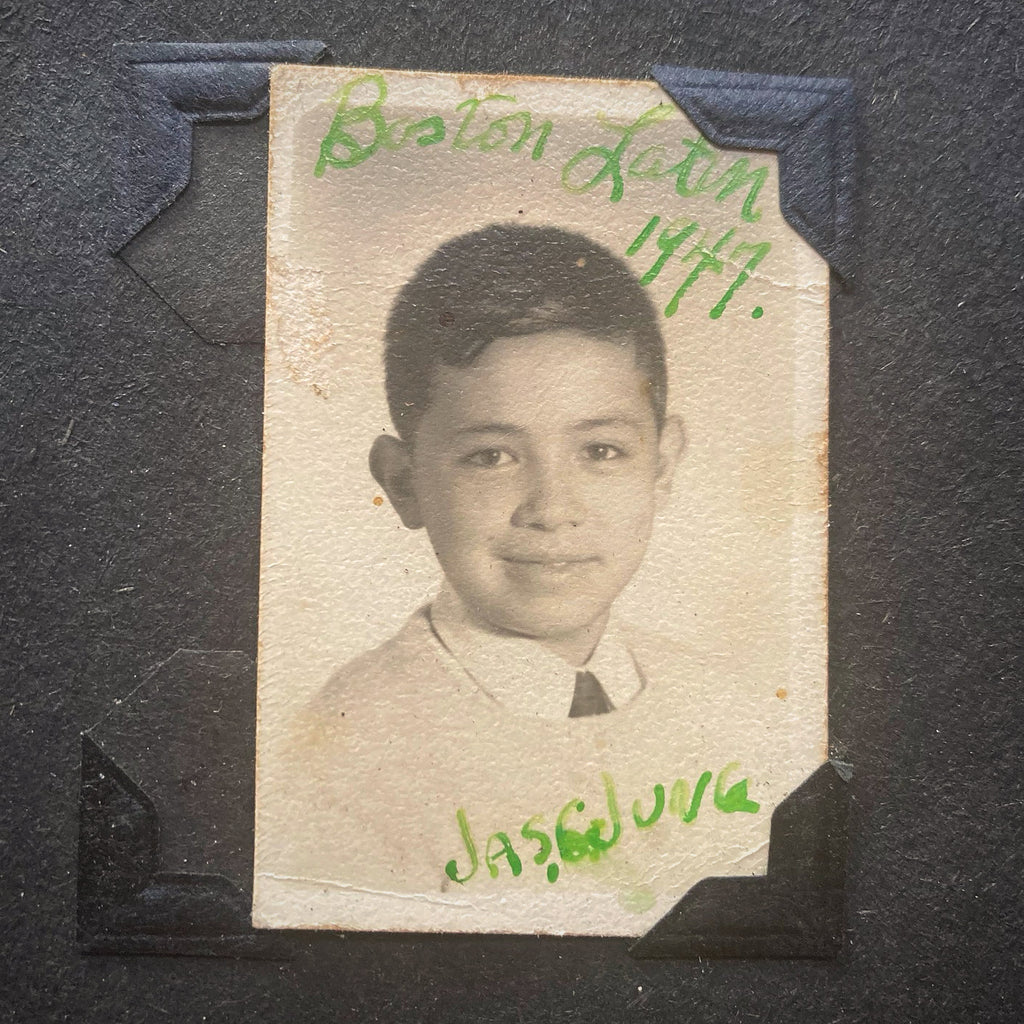 Boston Latin
1947.
JAS. G. JUNG